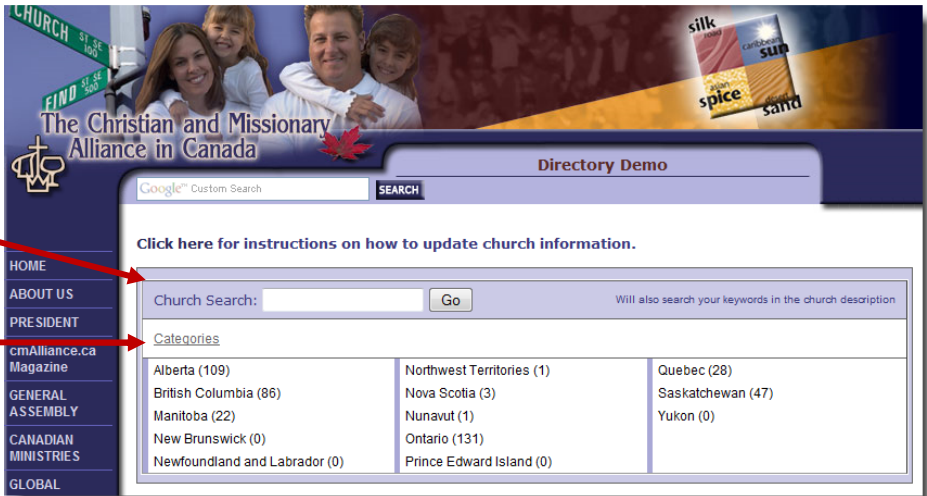 CHURCH ST SE 100
FIND ST SE 500
silk
road
caribbean
sun
asian
spice
sand
The Christian and Missionary
Alliance in Canada
Directory Demo
Google™ Custom Search
SEARCH
Click here for instructions on how to update church information.
HOME
ABOUT US
PRESIDENT
cmAlliance.ca
Magazine
GENERAL
ASSEMBLY
CANADIAN
MINISTRIES
GLOBAL
Church Search:
Go
Will also search your keywords in the church description
Categories
Alberta (109)
British Columbia (86)
Manitoba (22)
New Brunswick (0)
Newfoundland and Labrador (0)
Northwest Territories (1)
Nova Scotia (3)
Nunavut (1)
Ontario (131)
Prince Edward Island (0)
Quebec (28)
Saskatchewan (47)
Yukon (0)